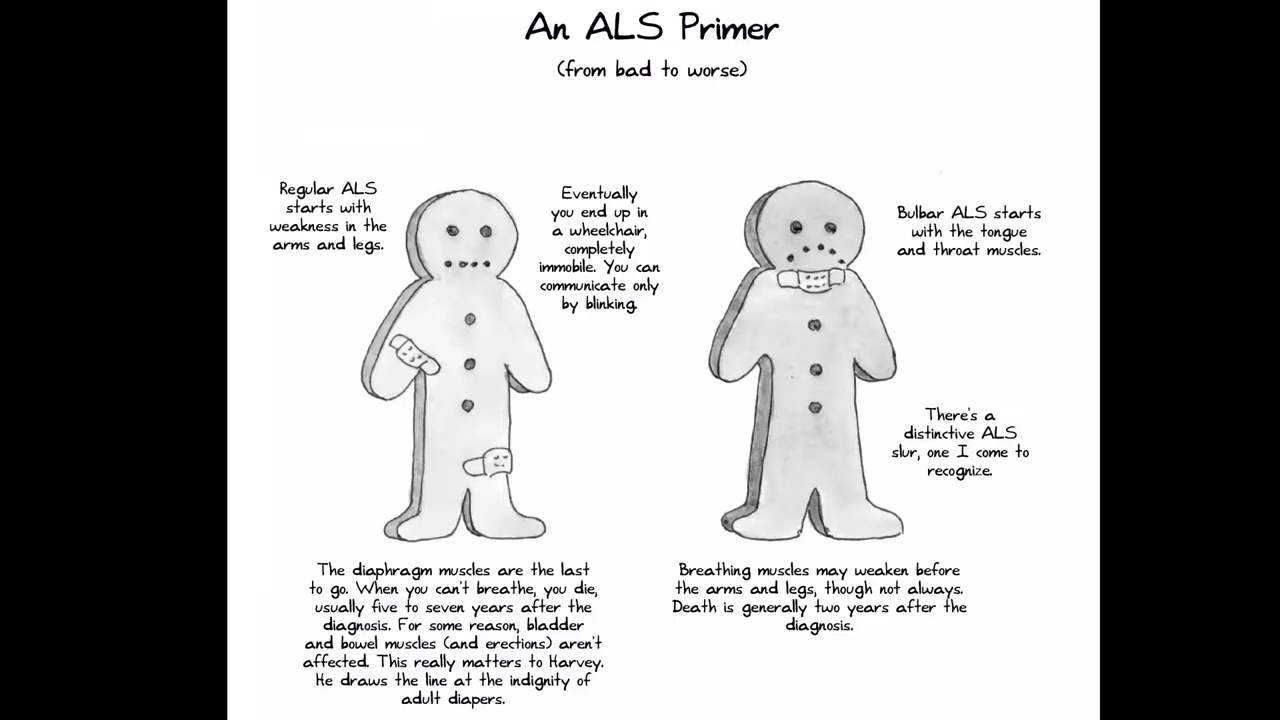 An ALS Primer
(from bad to worse)
Regular ALS
starts with
weakness in the
arms and legs.
Eventually
you end up in
a wheelchair,
completely
immobile. You can
communicate only
by blinking.
The diaphragm muscles are the last
to go. When you can't breathe, you die,
usually five to seven years after the
diagnosis. For some reason, bladder
and bowel muscles (and erections) aren't
affected. This really matters to Harvey.
He draws the line at the indignity of
adult diapers.
Bulbar ALS starts
with the tongue
and throat muscles.
There's a
distinctive ALS
slur, one I come to
recognize.
Breathing muscles may weaken before
the arms and legs, though not always.
Death is generally two years after the
diagnosis.